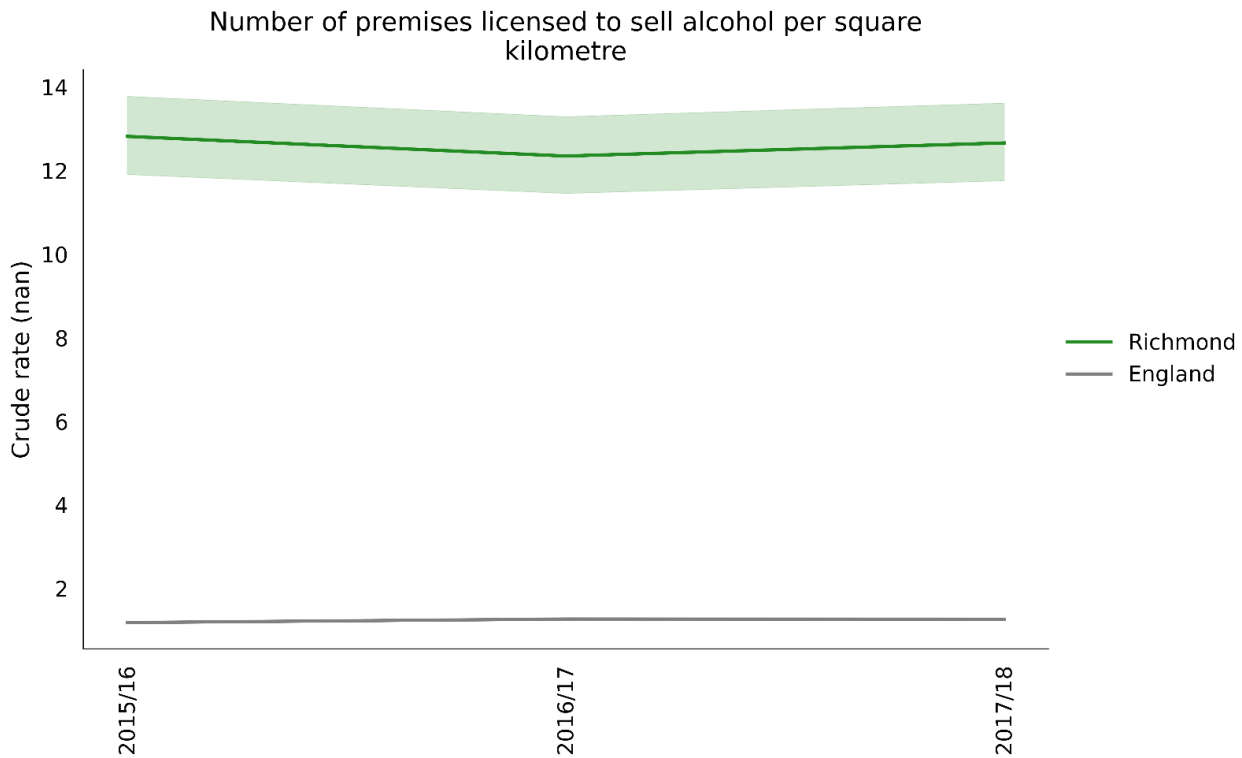 Number of premises licensed to sell alcohol per square
kilometre
14
12
10
8
6
4
2
Crude rate (nan)
2015/16
2016/17
2017/18
Richmond
England